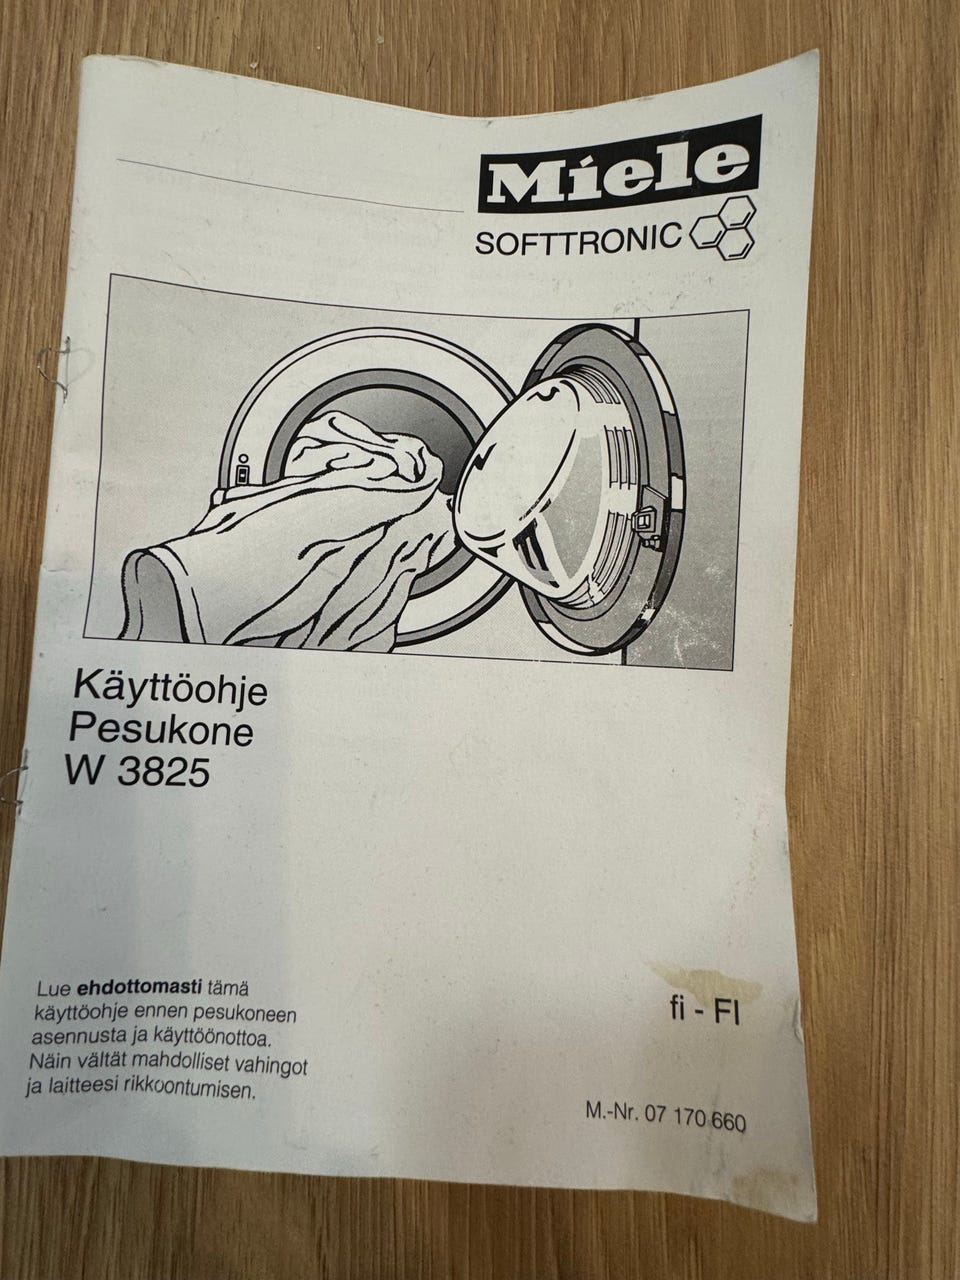 Miele
SOFTTRONIC
Käyttöohje
Pesukone
W 3825
Lue ehdottomasti tämä
käyttöohje ennen pesukoneen
asennusta ja käyttöönottoa.
Näin vältät mahdolliset vahingot
ja laitteesi rikkoontumisen.
fi - FI
M.-Nr. 07 170 660